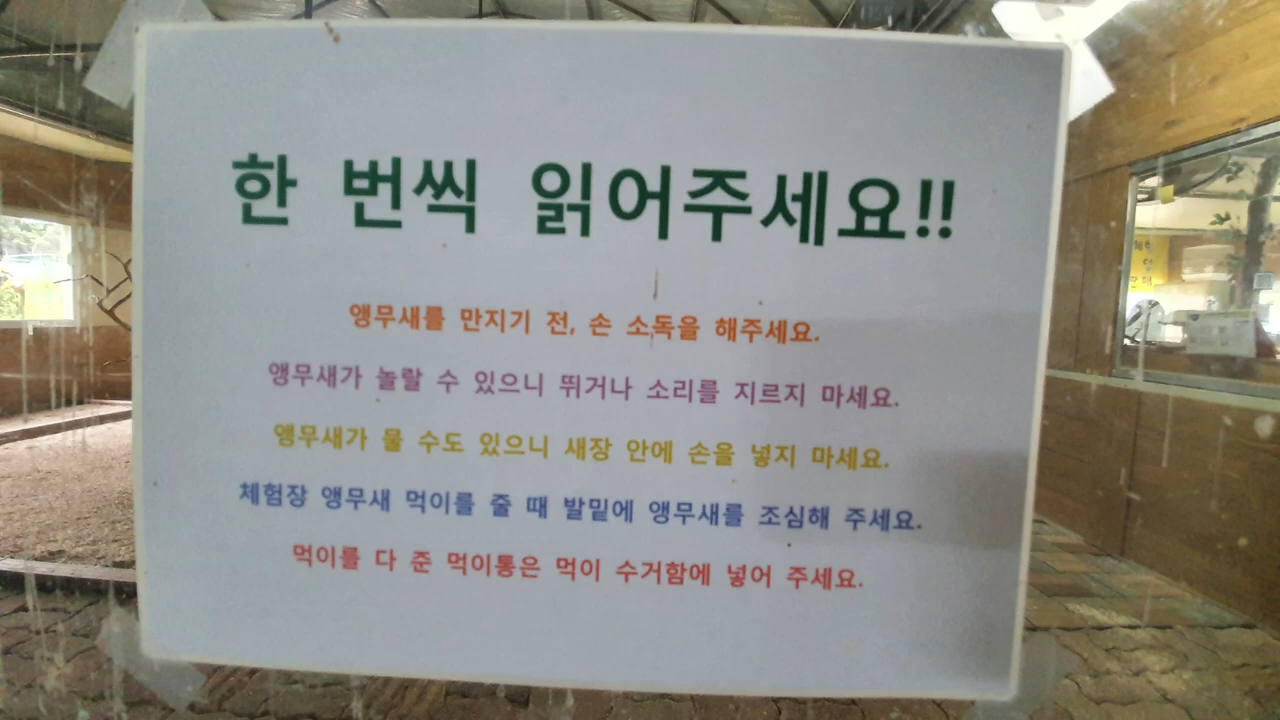 한 번씩 읽어주세요!!
앵무새를 만지기 전, 손 소독을 해주세요.
앵무새가 놀랄 수 있으니 뛰거나 소리를 지르지 마세요.
앵무새가 물 수도 있으니 새장 안에 손을 넣지 마세요.
체험장 앵무새 먹이를 줄 때 발밑에 앵무새를 조심해 주세요.
먹이를 다 준 먹이통은 먹이 수거함에 넣어 주세요.